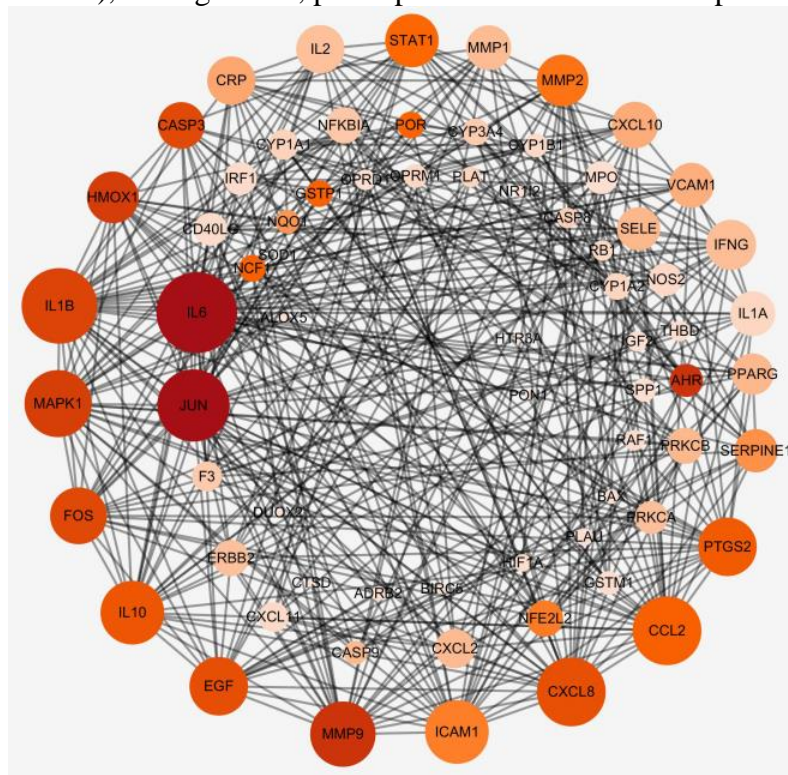 STAT1
IL2
MMP1
CRP
MMP2
CASP3
NFKBIA
POR
CYP3A4
CXCL10
CYP1A1
CYP1B1
IRF1
OPRD1
OPRM1
PLAT
NR1I2
MPO
VCAM1
HMOX1
GSTP1
CD40LG
NQO1
CASP8
SELE
IFNG
SOD1
RB1
NCF1
CYP1A2
NOS2
IL1B
IL6
ALOX5
IL1A
HTR3A
IGF2
THBD
MAPK1
JUN
PON1
SPP1
AHR
PPARG
RAF1
PRKCB
SERPINE1
F3
BAX
FOS
DUOX2
PRKCA
PLAU
PTGS2
ERBB2
HIF1A
CTSD
ADRB2
BIRC5
GSTM1
IL10
CXCL11
NFE2L2
CCL2
CASP9
CXCL2
EGF
CXCL8
MMP9
ICAM1